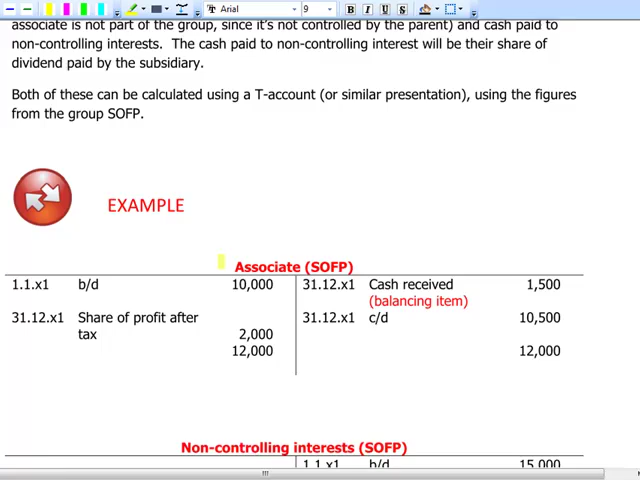 Arial 9 B I U S
associate is not part of the group, since it's not controlled by the parent) and cash paid to
non-controlling interests. The cash paid to non-controlling interest will be their share of
dividend paid by the subsidiary.
Both of these can be calculated using a T-account (or similar presentation), using the figures
from the group SOFP.
EXAMPLE
Associate (SOFP)
1.1.x1 b/d 10,000 31.12.x1 Cash received 1,500
(balancing item)
31.12.x1 Share of profit after 31.12.x1 c/d 10,500
tax 2,000
12,000 12,000
Non-controlling interests (SOFP)
1.1.x1 b/d 15,000